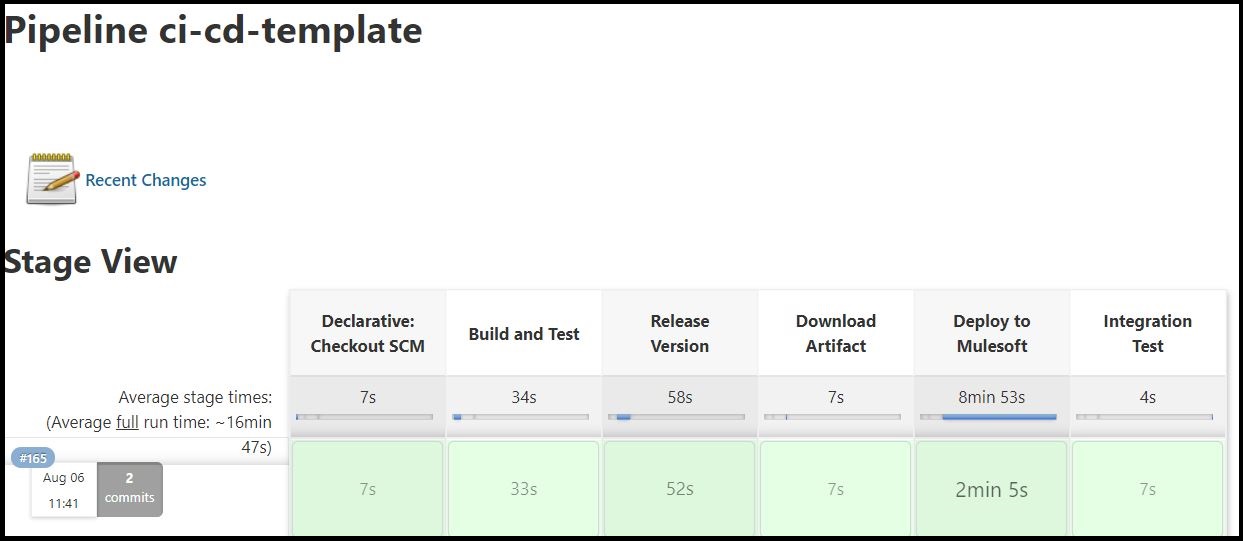 Pipeline ci-cd-template
Recent Changes
Stage View
Declarative:
Checkout SCM
Build and Test
Release
Version
Download
Artifact
Deploy to
Mulesoft
Integration
Test
Average stage times:
(Average full run time: ~16min
47s)
7s
34s
58s
7s
8min 53s
4s
#165
Aug 06
11:41
2
commits
7s
33s
52s
7s
2min 5s
7s